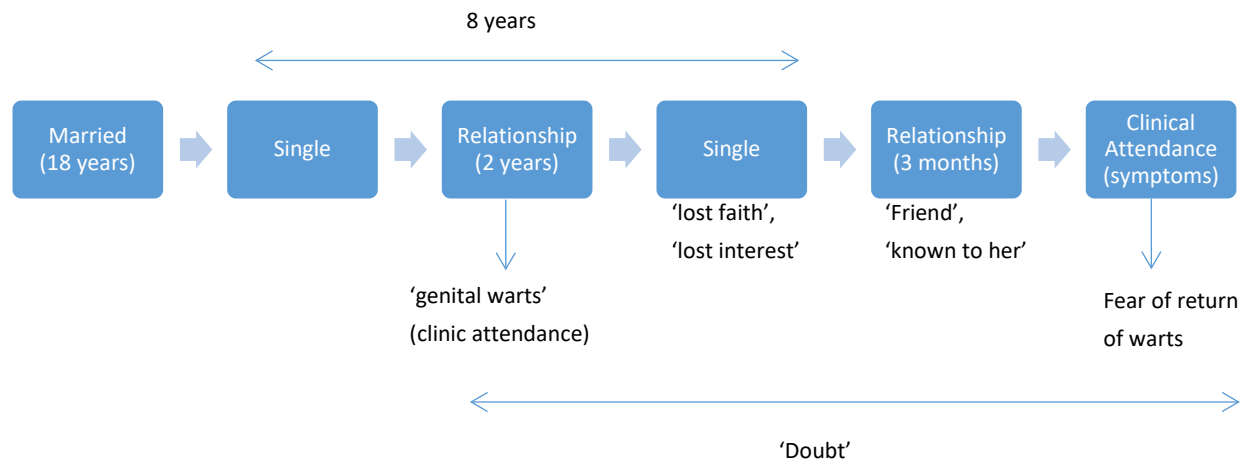 8 years
Married
(18 years)
Single
Relationship
(2 years)
Single
Relationship
(3 months)
Clinical
Attendance
(symptoms)
‘lost faith’,
‘lost interest’
‘Friend’,
‘known to her’
‘genital warts’
(clinic attendance)
Fear of return
of warts
‘Doubt’